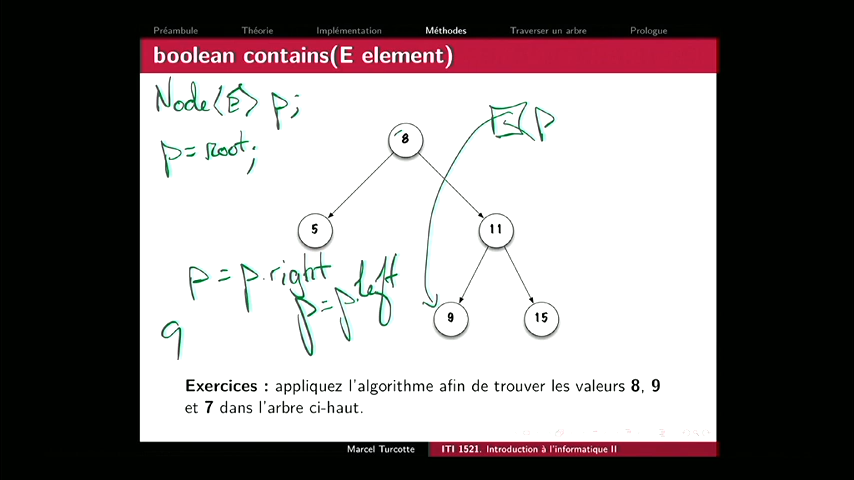 Préambule Théorie Implémentation Méthodes Traverser un arbre Prologue
boolean contains(E element)
Node<E> p;
p
p = root;
8
5
11
p = p.right
p = p.left
9
15
9
Exercices : appliquez l'algorithme afin de trouver les valeurs 8, 9
et 7 dans l'arbre ci-haut.
Marcel Turcotte ITI 1521. Introduction à l'informatique II